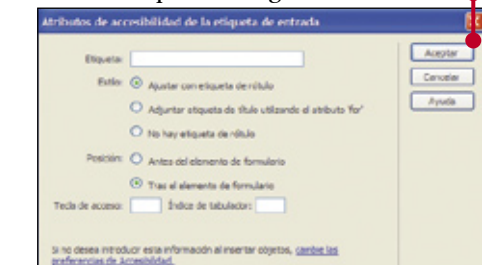 Atributos de accesibilidad de la etiqueta de entrada
Etiqueta:
Aceptar
Estilo: Ajustar con etiqueta de rótulo
Cancelar
Adjuntar etiqueta de título utilizando el atributo 'for'
Ayuda
No hay etiqueta de rótulo
Posición: Antes del elemento de formulario
Tras el elemento de formulario
Tecla de acceso: Índice de tabulador:
Si no desea introducir esta información al insertar objetos, cambie las
preferencias de Accesibilidad.